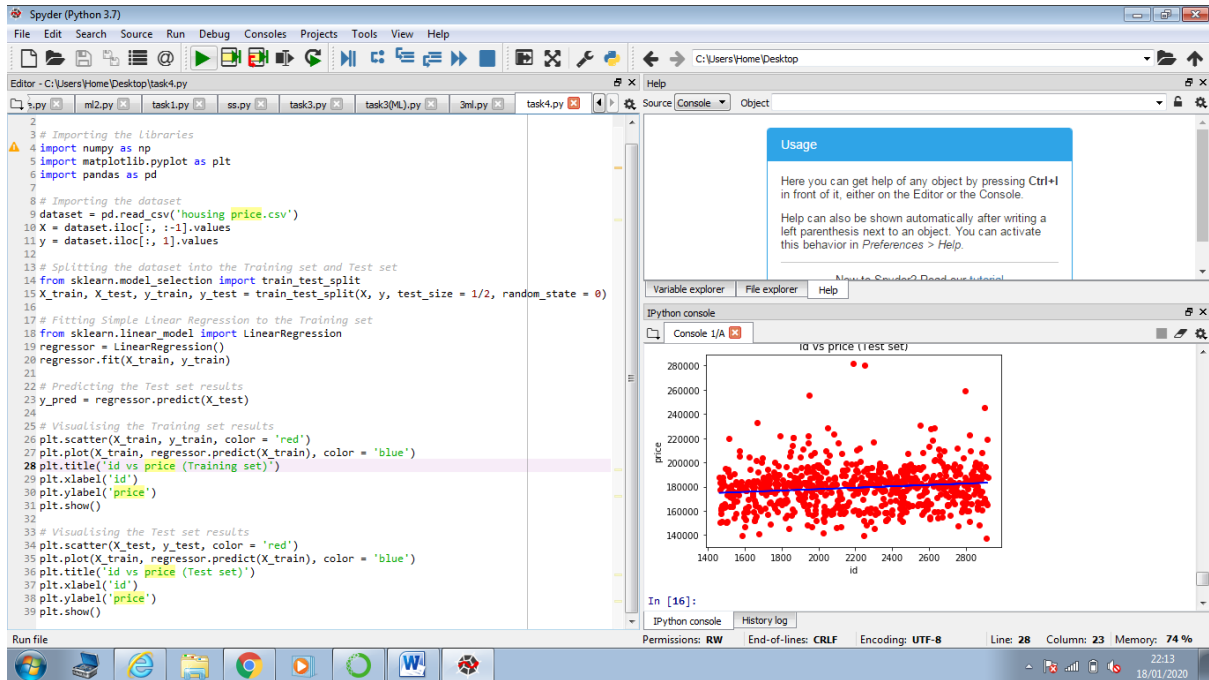 Spyder (Python 3.7)
File Edit Search Source Run Debug Consoles Projects Tools View Help
C:\Users\Home\Desktop
Editor - C:\Users\Home\Desktop\task4.py
e.py ml2.py task1.py ss.py task3.py task3(ML).py 3ml.py task4.py
2
3 # Importing the libraries
4 import numpy as np
5 import matplotlib.pyplot as plt
6 import pandas as pd
7
8 # Importing the dataset
9 dataset = pd.read_csv('housing price.csv')
10 X = dataset.iloc[:, :-1].values
11 y = dataset.iloc[:, 1].values
12
13 # Splitting the dataset into the Training set and Test set
14 from sklearn.model_selection import train_test_split
15 X_train, X_test, y_train, y_test = train_test_split(X, y, test_size = 1/2, random_state = 0)
16
17 # Fitting Simple Linear Regression to the Training set
18 from sklearn.linear_model import LinearRegression
19 regressor = LinearRegression()
20 regressor.fit(X_train, y_train)
21
22 # Predicting the Test set results
23 y_pred = regressor.predict(X_test)
24
25 # Visualising the Training set results
26 plt.scatter(X_train, y_train, color = 'red')
27 plt.plot(X_train, regressor.predict(X_train), color = 'blue')
28 plt.title('id vs price (Training set)')
29 plt.xlabel('id')
30 plt.ylabel('price')
31 plt.show()
32
33 # Visualising the Test set results
34 plt.scatter(X_test, y_test, color = 'red')
35 plt.plot(X_train, regressor.predict(X_train), color = 'blue')
36 plt.title('id vs price (Test set)')
37 plt.xlabel('id')
38 plt.ylabel('price')
39 plt.show()
Help
Source Console Object
Usage
Here you can get help of any object by pressing Ctrl+I
in front of it, either on the Editor or the Console.
Help can also be shown automatically after writing a
left parenthesis next to an object. You can activate
this behavior in Preferences > Help.
New to Spyder? Read our tutorial
Variable explorer File explorer Help
IPython console
Console 1/A
id vs price (Test set)
280000
260000
240000
220000
200000
180000
160000
140000
price
1400 1600 1800 2000 2200 2400 2600 2800
id
In [16]:
IPython console History log
Run file
Permissions: RW End-of-lines: CRLF Encoding: UTF-8 Line: 28 Column: 23 Memory: 74 %
22:13
18/01/2020